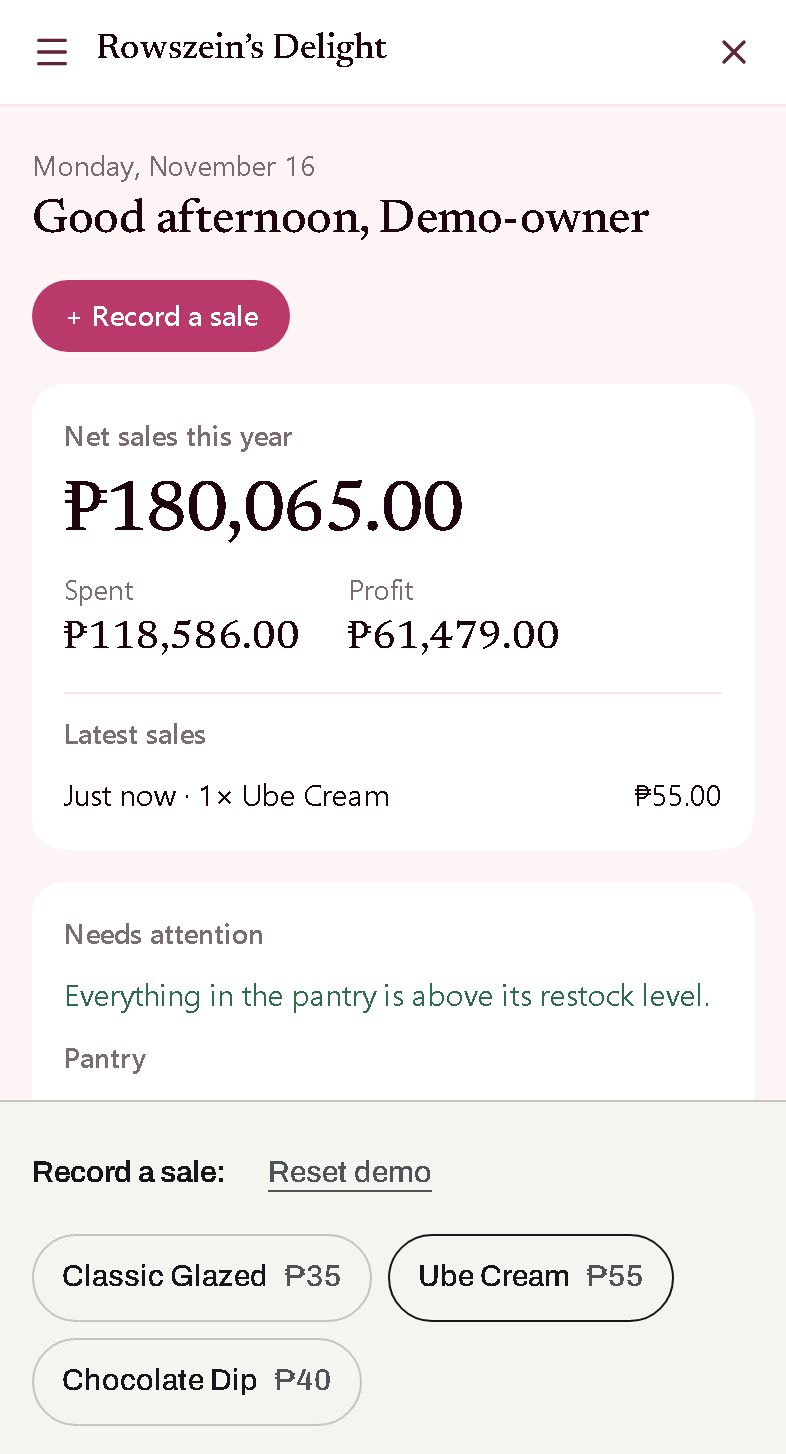 Rowszein’s Delight
Monday, November 16
Good afternoon, Demo-owner
+ Record a sale
Net sales this year
₱180,065.00
Spent Profit
₱118,586.00 ₱61,479.00
Latest sales
Just now · 1× Ube Cream ₱55.00
Needs attention
Everything in the pantry is above its restock level.
Pantry
Record a sale: Reset demo
Classic Glazed ₱35 Ube Cream ₱55
Chocolate Dip ₱40